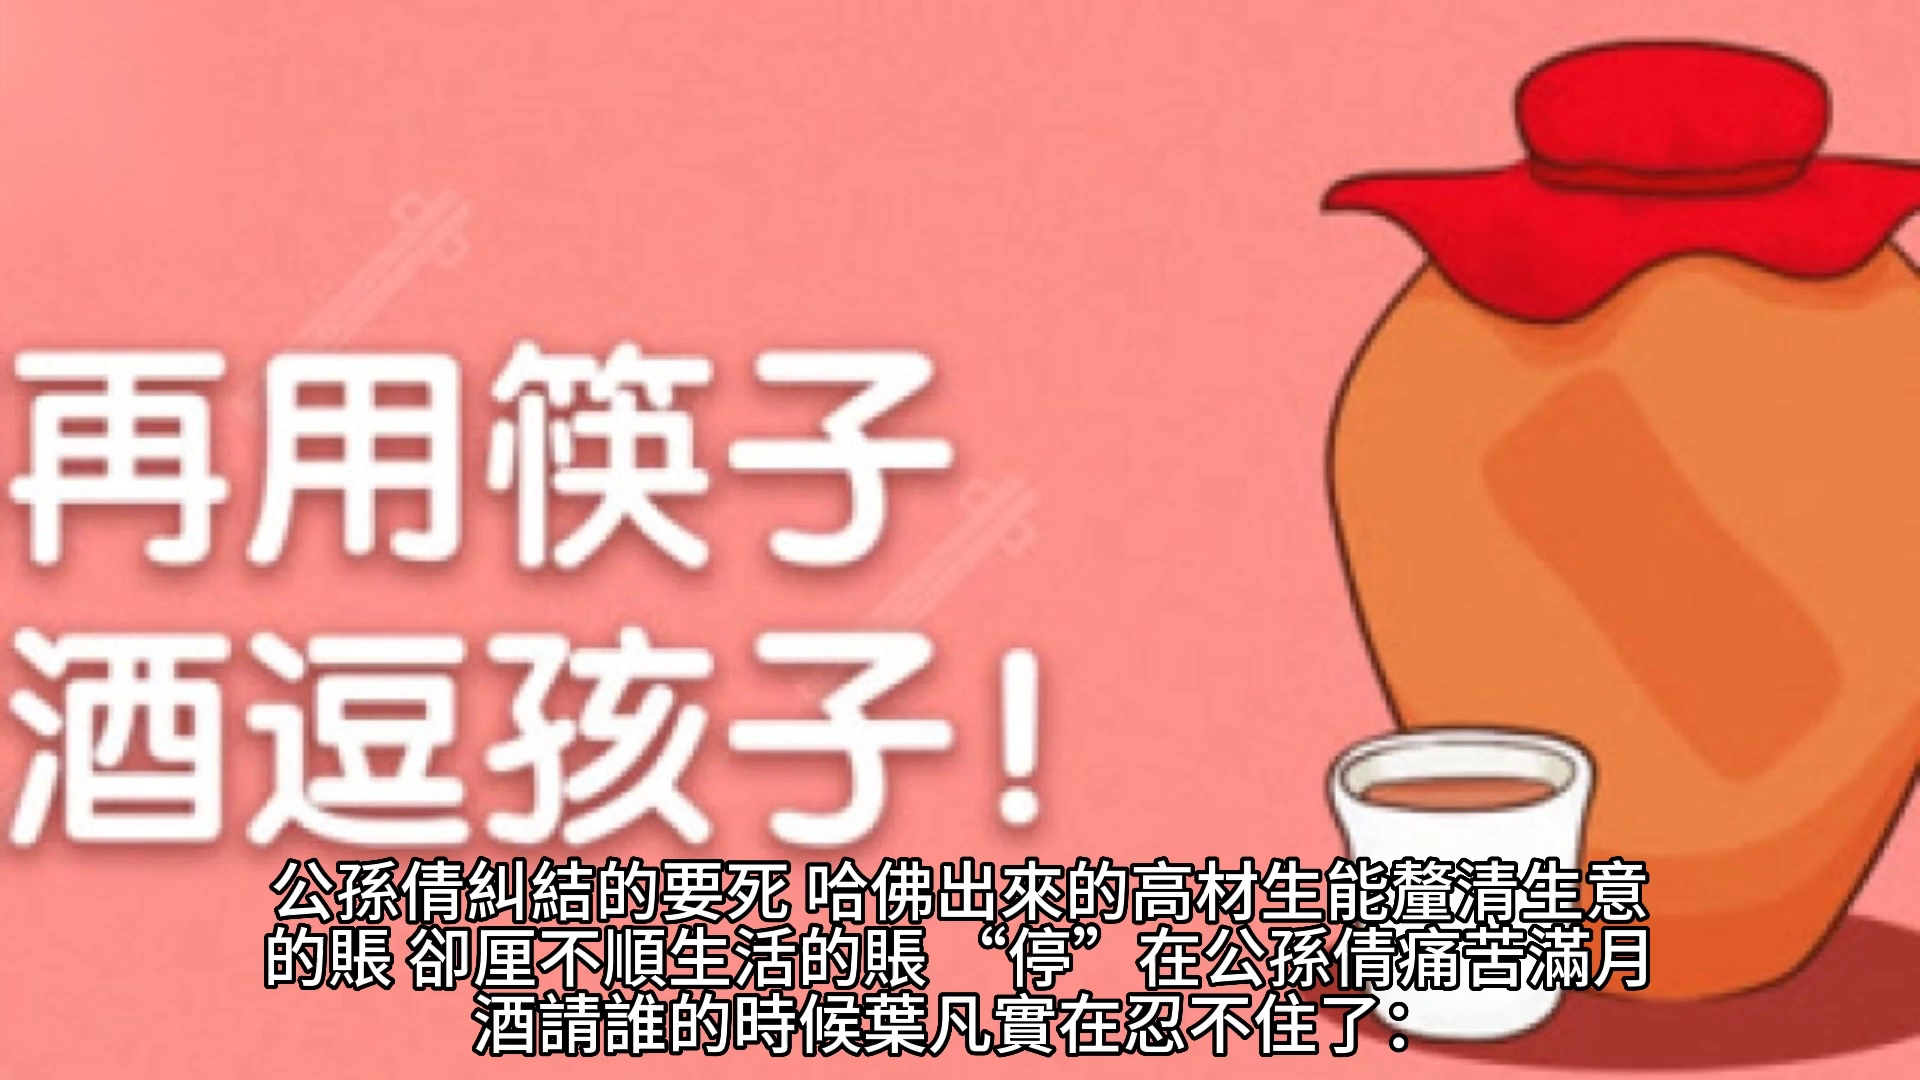 再用筷子
酒逗孩子！
公孫倩糾結的要死 哈佛出來的高材生能釐清生意
的賬 卻厘不順生活的賬 “停” 在公孫倩痛苦滿月
酒請誰的時候葉凡實在忍不住了：